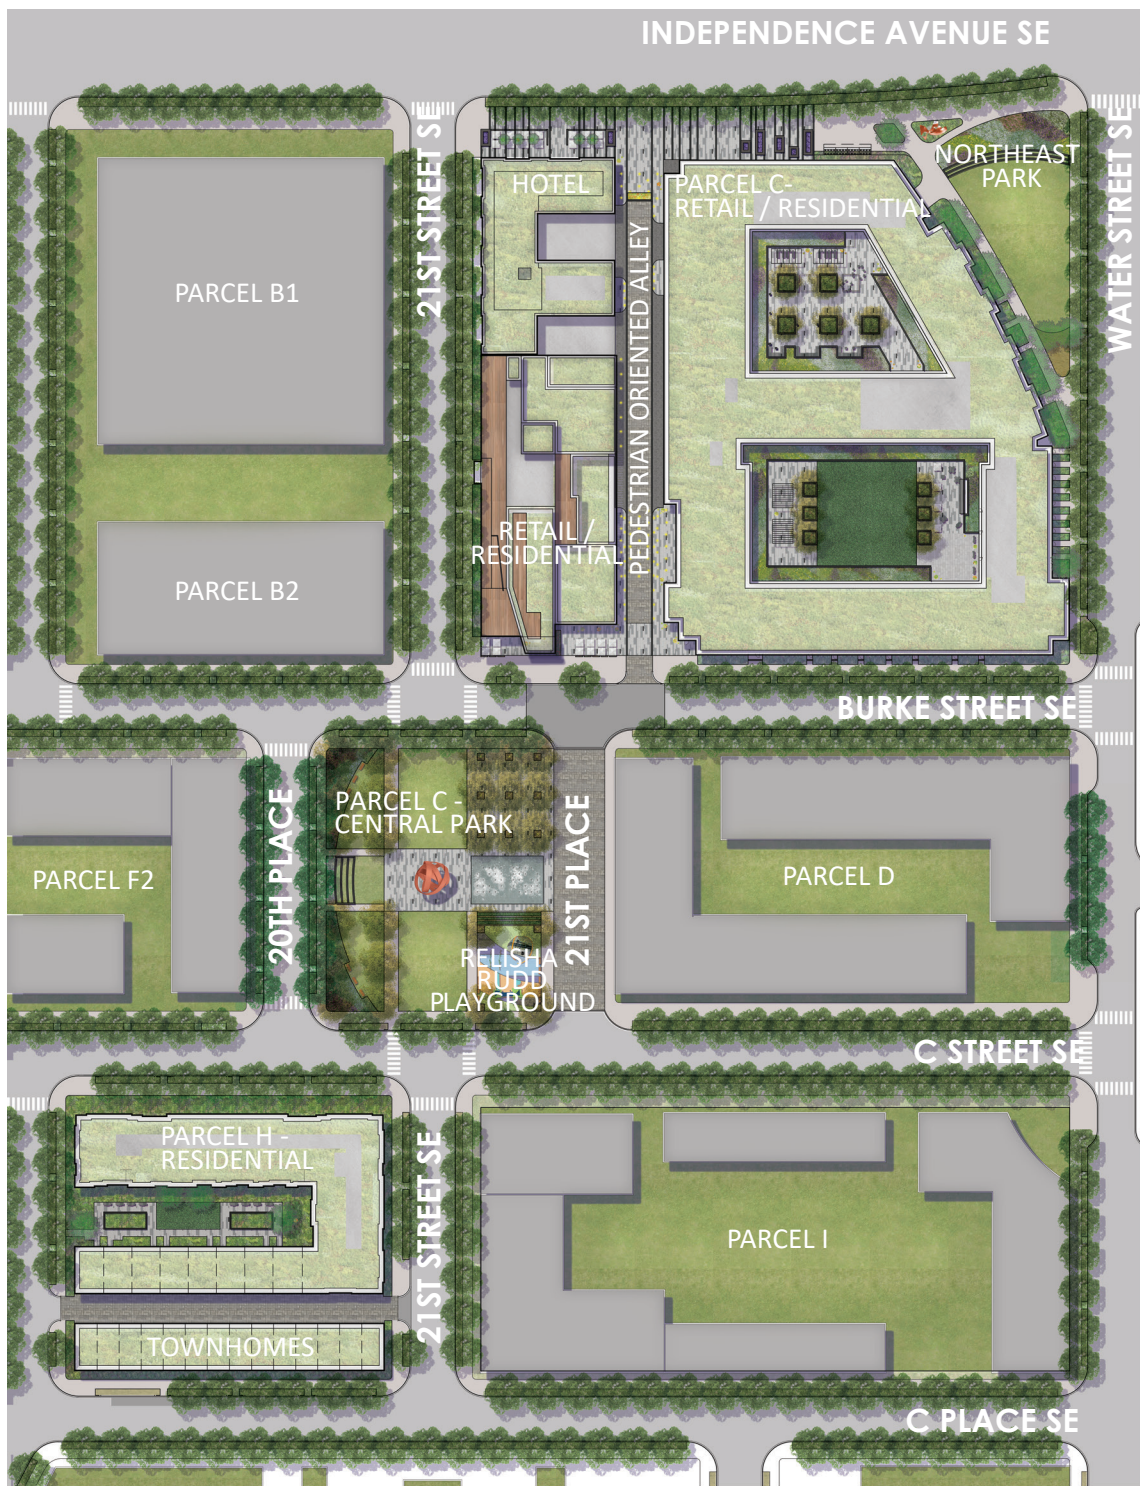 INDEPENDENCE AVENUE SE
21ST STREET SE
WATER STREET SE
NORTHEAST
PARK
HOTEL
PARCEL C-
RETAIL / RESIDENTIAL
PARCEL B1
PEDESTRIAN ORIENTED ALLEY
RETAIL /
RESIDENTIAL
PARCEL B2
BURKE STREET SE
20TH PLACE
PARCEL C -
CENTRAL PARK
21ST PLACE
PARCEL F2
PARCEL D
RELISHA
RUDD
PLAYGROUND
C STREET SE
PARCEL H -
RESIDENTIAL
21ST STREET SE
PARCEL I
TOWNHOMES
C PLACE SE